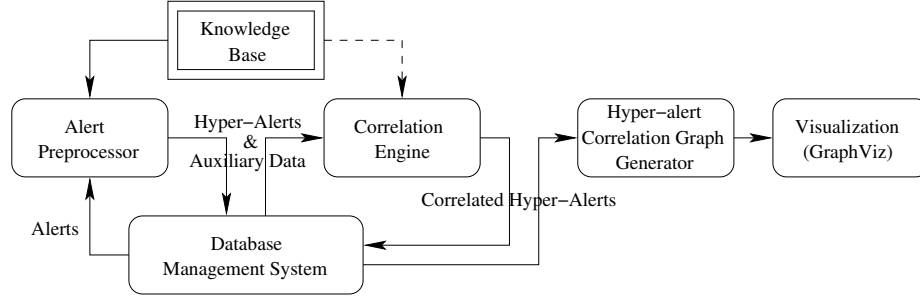 Knowledge
Base
Alert
Preprocessor
Hyper-Alerts
&
Auxiliary Data
Correlation
Engine
Hyper-alert
Correlation Graph
Generator
Visualization
(GraphViz)
Alerts
Correlated Hyper-Alerts
Database
Management System